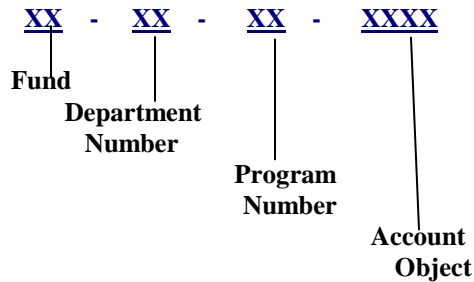 XX - XX - XX - XXXX
Fund
Department
Number
Program
Number
Account
Object